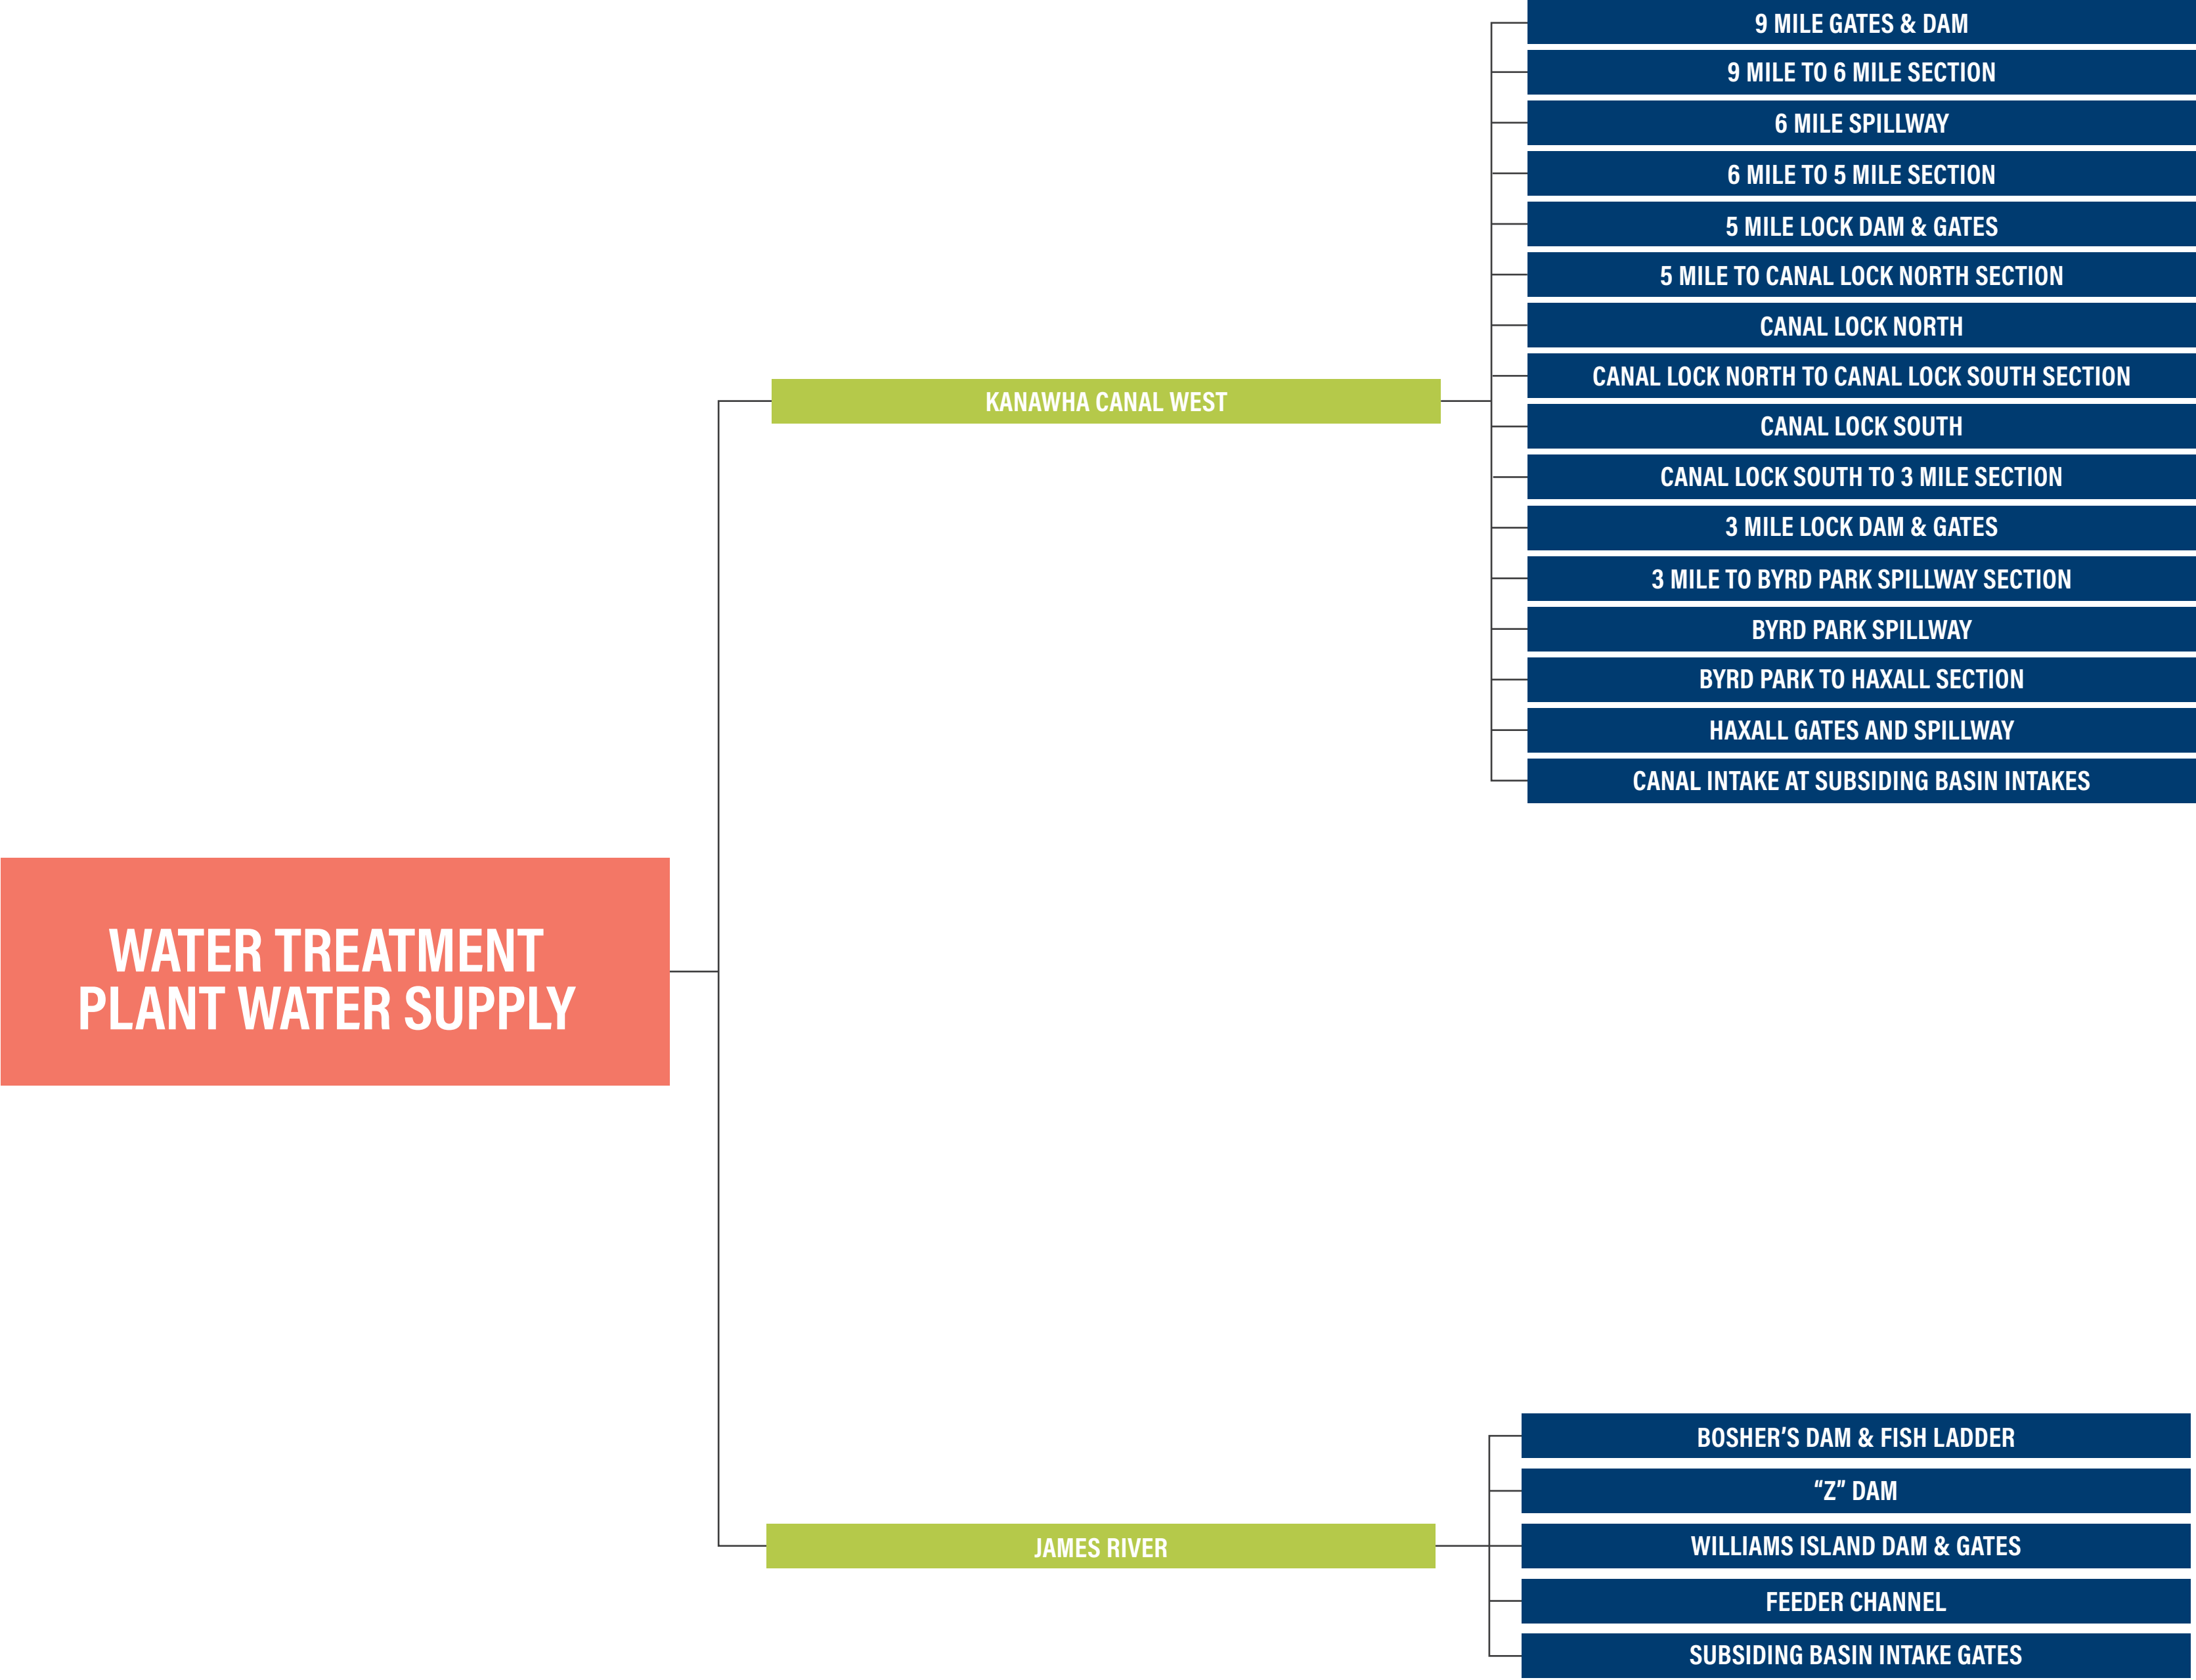 9 MILE GATES & DAM
9 MILE TO 6 MILE SECTION
6 MILE SPILLWAY
6 MILE TO 5 MILE SECTION
5 MILE LOCK DAM & GATES
5 MILE TO CANAL LOCK NORTH SECTION
CANAL LOCK NORTH
CANAL LOCK NORTH TO CANAL LOCK SOUTH SECTION
KANAWHA CANAL WEST
CANAL LOCK SOUTH
CANAL LOCK SOUTH TO 3 MILE SECTION
3 MILE LOCK DAM & GATES
3 MILE TO BYRD PARK SPILLWAY SECTION
BYRD PARK SPILLWAY
BYRD PARK TO HAXALL SECTION
HAXALL GATES AND SPILLWAY
CANAL INTAKE AT SUBSIDING BASIN INTAKES
WATER TREATMENT
PLANT WATER SUPPLY
BOSHER’S DAM & FISH LADDER
“Z” DAM
JAMES RIVER
WILLIAMS ISLAND DAM & GATES
FEEDER CHANNEL
SUBSIDING BASIN INTAKE GATES